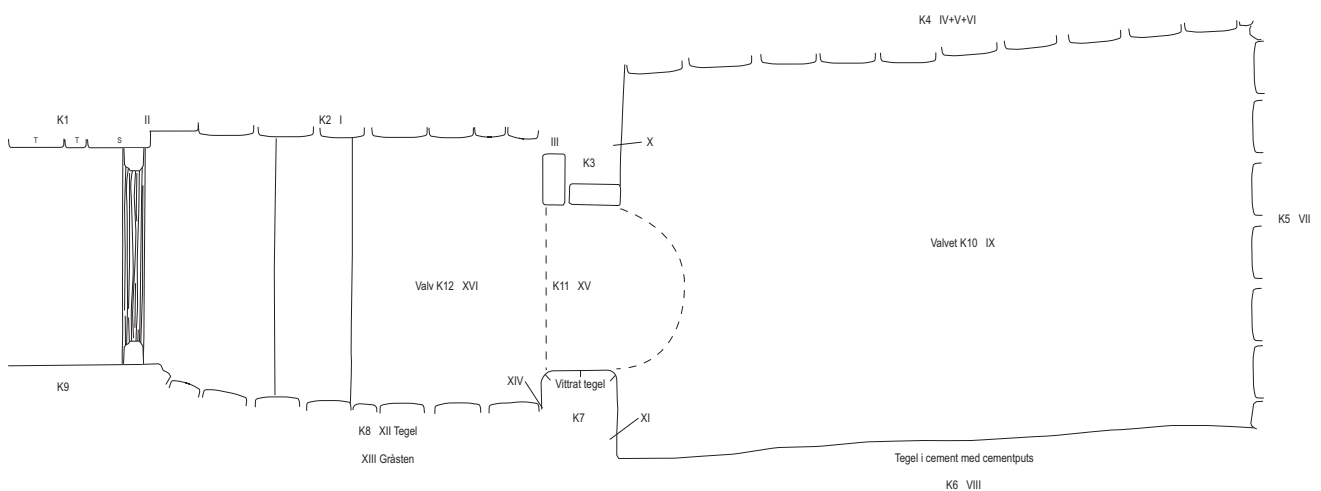 K4 IV+V+VI
K1 II K2 I
T T S
III
X
K3
K5 VII
Valvet K10 IX
Valv K12 XVI K11 XV
XIV Vittrat tegel
K9
K7 XI
K8 XII Tegel
XIII Gråsten
Tegel i cement med cementputs
K6 VIII